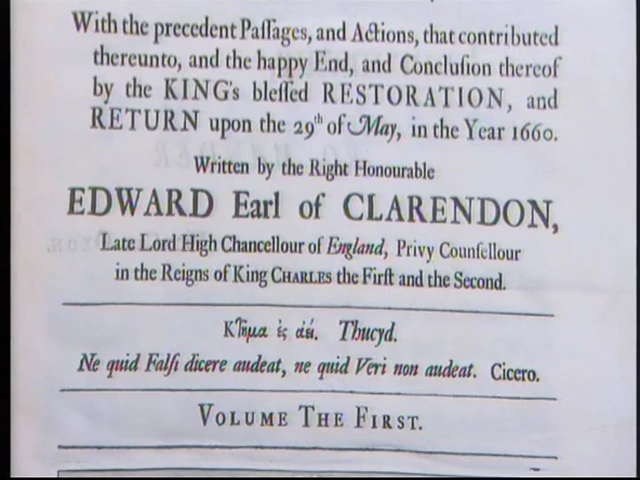 With the precedent Paſſages, and Actions, that contributed
thereunto, and the happy End, and Concluſion thereof
by the KING's bleſſed RESTORATION, and
RETURN upon the 29th of May, in the Year 1660.
Written by the Right Honourable
EDWARD Earl of CLARENDON,
Late Lord High Chancellour of England, Privy Counſellour
in the Reigns of King CHARLES the Firſt and the Second.
Κτῆμα ἐς ἀεί. Thucyd.
Ne quid Falſi dicere audeat, ne quid Veri non audeat. Cicero.
VOLUME THE FIRST.